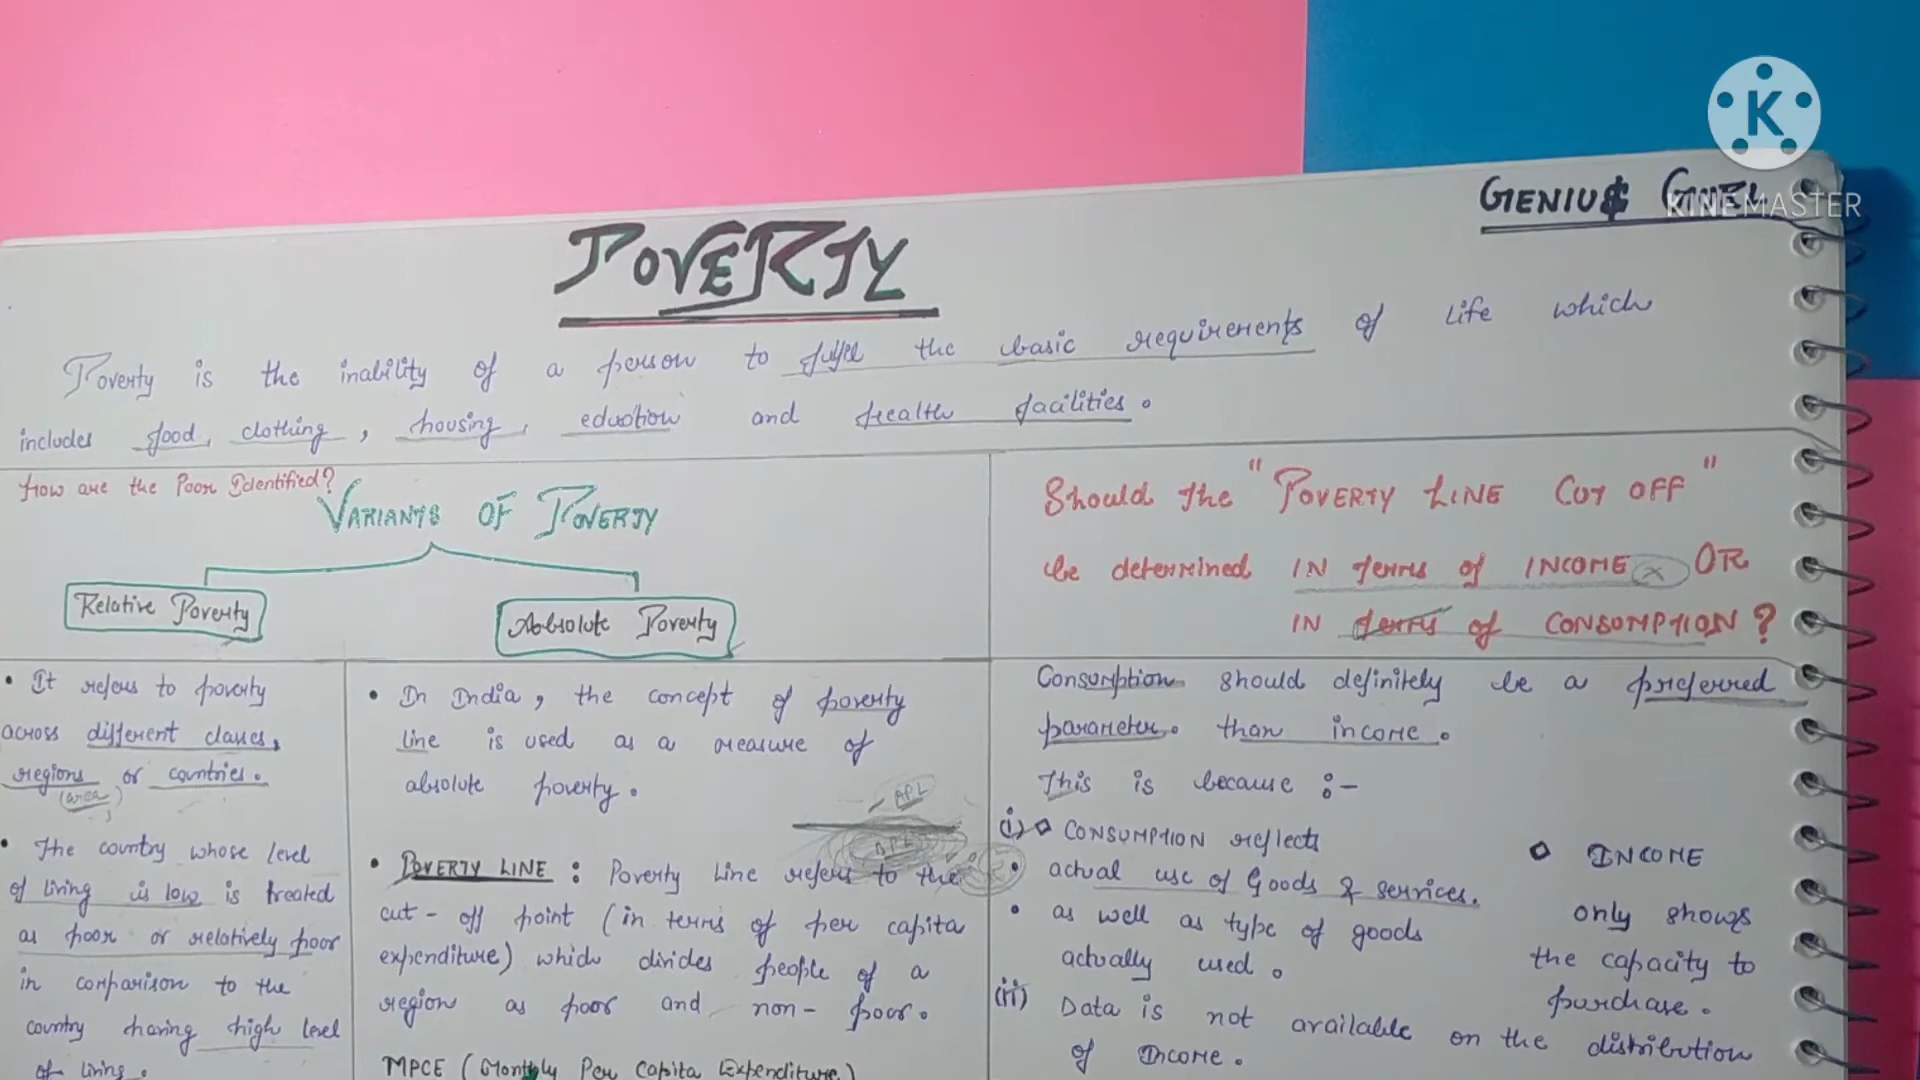 K
KINEMASTER
GENIU$
POVERTY
Poverty is the inability of a person to fulfil the basic requirements of life which
includes food, clothing, housing, eduction and health facilities.
How are the Poor Identified?
VARIANTS OF POVERTY
Relative Poverty
Absolute Poverty
• It refers to poverty
across different classes,
regions or countries.
(area)
• The country whose level
of living is low is treated
as poor or relatively poor
in comparison to the
country having high level
of living.
• In India, the concept of poverty
line is used as a measure of
absolute poverty.
APL
BPL
• POVERTY LINE : Poverty Line refers to the
cut-off point (in terms of per capita
expenditure) which divides people of a
region as poor and non-poor.
MPCE (Monthly Per Capita Expenditure)
Should the "POVERTY LINE CUT OFF"
be determined IN terms of INCOME x OR
IN terms of CONSUMPTION?
Consumption should definitely be a preferred
parameter. than income.
This is because :-
(i) CONSUMPTION reflects
• actual use of Goods & services.
• as well as type of goods
actually used.
INCOME
only shows
the capacity to
purchase.
(ii) Data is not available on the distribution
of Income.